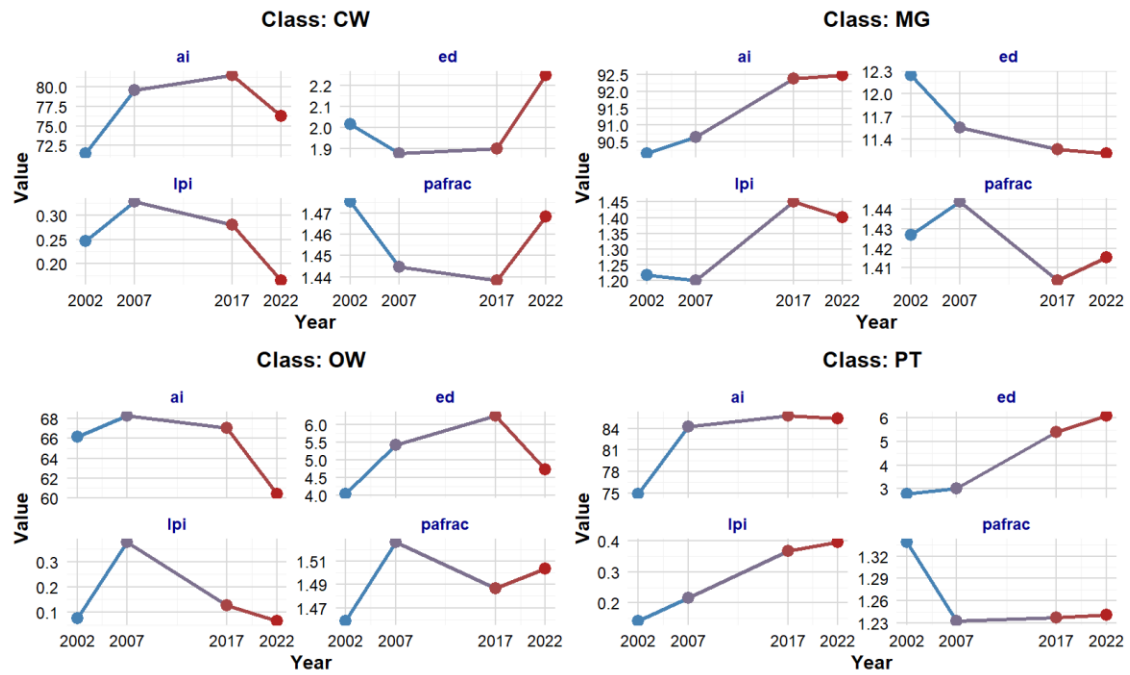 Class: CW
ai
ed
80.0
77.5
75.0
72.5
2.2
2.1
2.0
1.9
Value
lpi
pafrac
0.30
0.25
0.20
1.47
1.46
1.45
1.44
2002 2007 2017 2022
2002 2007 2017 2022
Year
Class: MG
ai
ed
92.5
92.0
91.5
91.0
90.5
12.3
12.0
11.7
11.4
Value
lpi
pafrac
1.45
1.40
1.35
1.30
1.25
1.20
1.44
1.43
1.42
1.41
2002 2007 2017 2022
2002 2007 2017 2022
Year
Class: OW
ai
ed
68
66
64
62
60
6.0
5.5
5.0
4.5
4.0
Value
lpi
pafrac
0.3
0.2
0.1
1.51
1.49
1.47
2002 2007 2017 2022
2002 2007 2017 2022
Year
Class: PT
ai
ed
84
81
78
75
6
5
4
3
Value
lpi
pafrac
0.4
0.3
0.2
1.32
1.29
1.26
1.23
2002 2007 2017 2022
2002 2007 2017 2022
Year